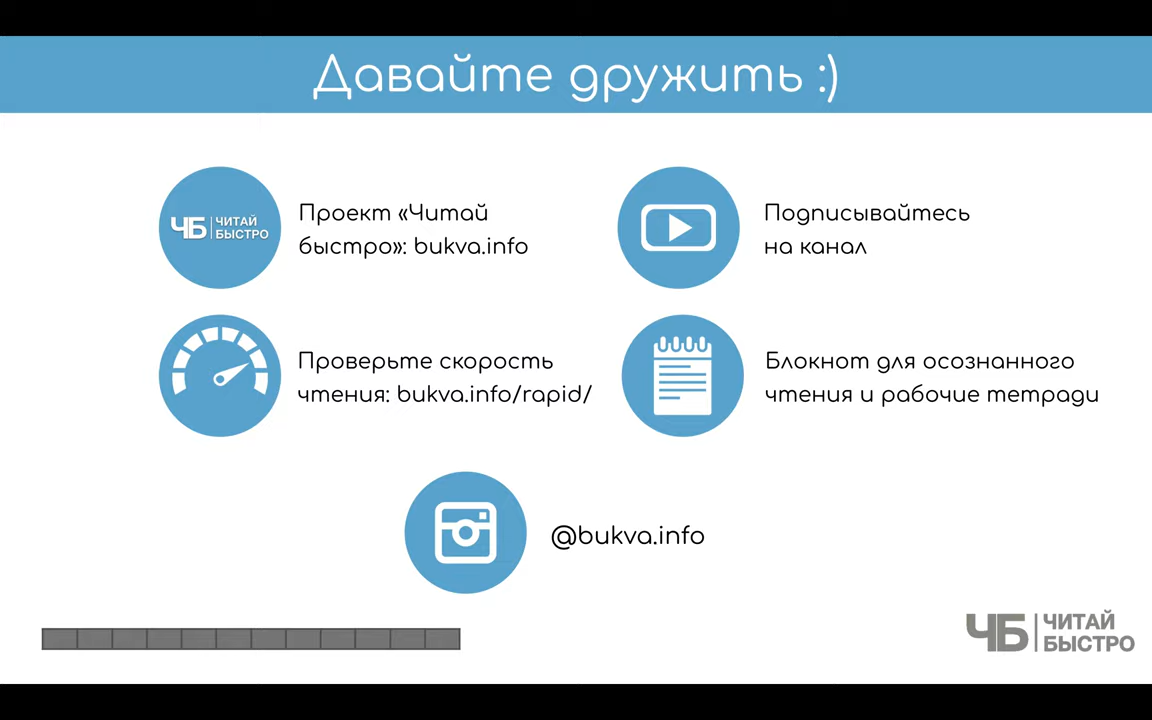 Давайте дружить :)
ЧБ ЧИТАЙ
БЫСТРО
Проект «Читай
быстро»: bukva.info
Подписывайтесь
на канал
Проверьте скорость
чтения: bukva.info/rapid/
Блокнот для осознанного
чтения и рабочие тетради
@bukva.info
ЧБ ЧИТАЙ
БЫСТРО